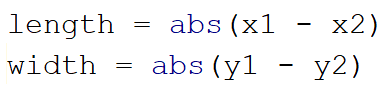 length = abs(x1 - x2)
width = abs(y1 - y2)